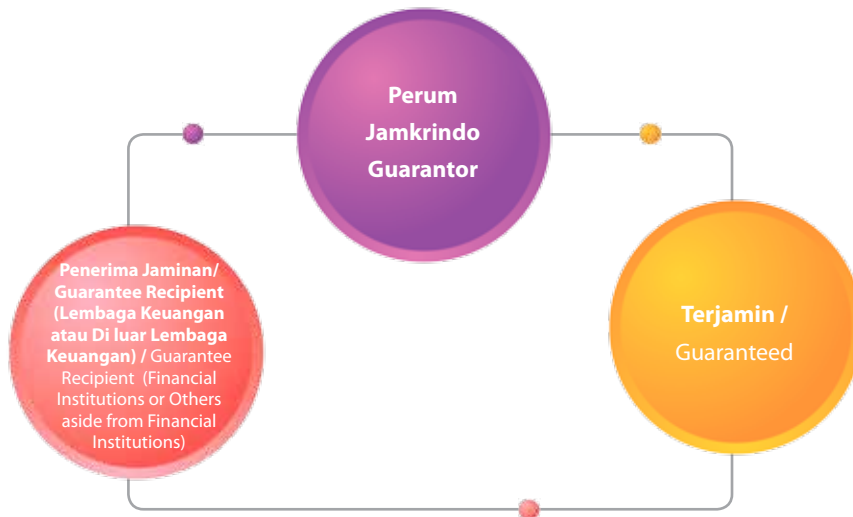 Perum
Jamkrindo
Guarantor
Penerima Jaminan/
Guarantee Recipient
(Lembaga Keuangan
atau Di luar Lembaga
Keuangan) / Guarantee
Recipient (Financial
Institutions or Others
aside from Financial
Institutions)
Terjamin /
Guaranteed